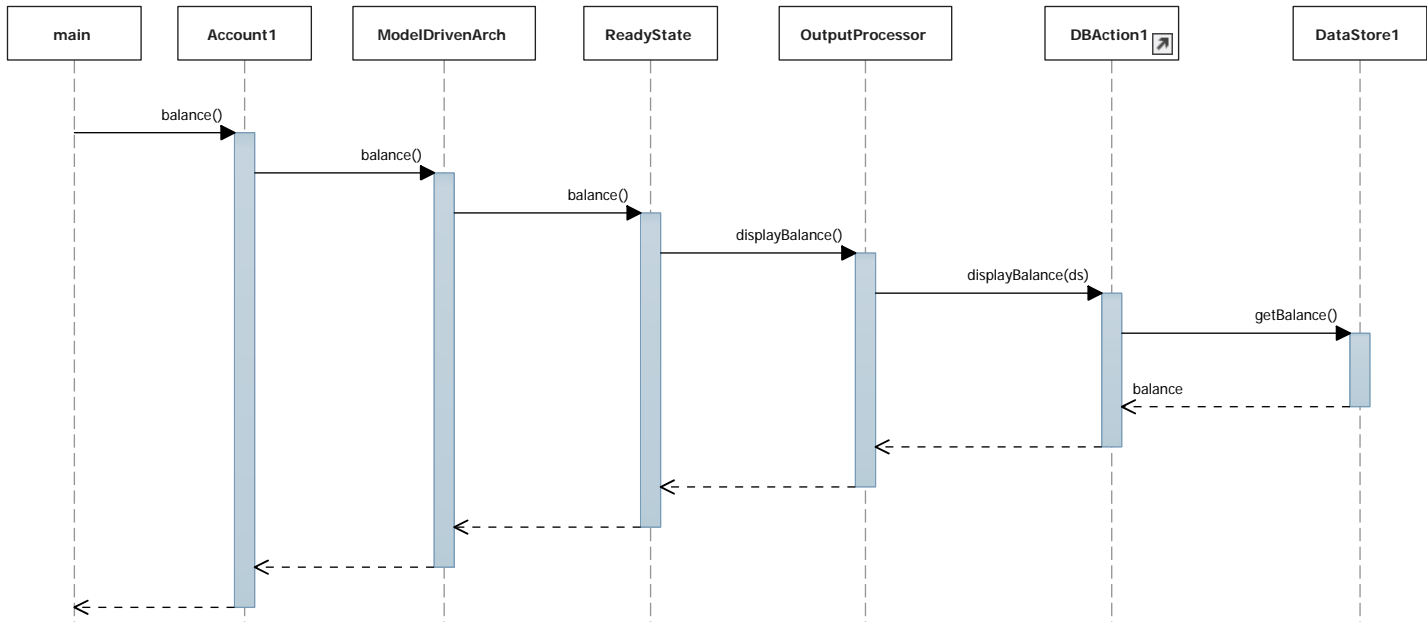 main
Account1
ModelDrivenArch
ReadyState
OutputProcessor
DBAction1
DataStore1
balance()
balance()
balance()
displayBalance()
displayBalance(ds)
getBalance()
balance